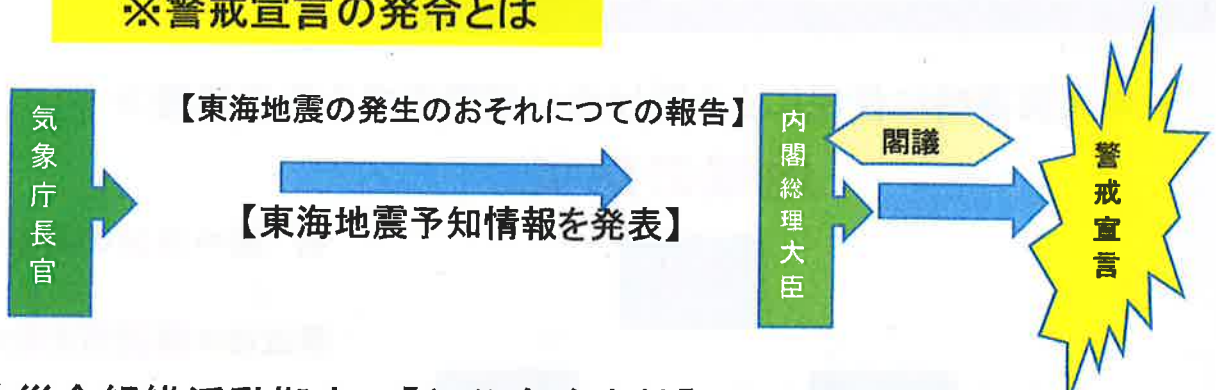 ※警戒宣言の発令とは
気象庁長官
【東海地震の発生のおそれにつての報告】
【東海地震予知情報を発表】
内閣総理大臣
閣議
警戒宣言